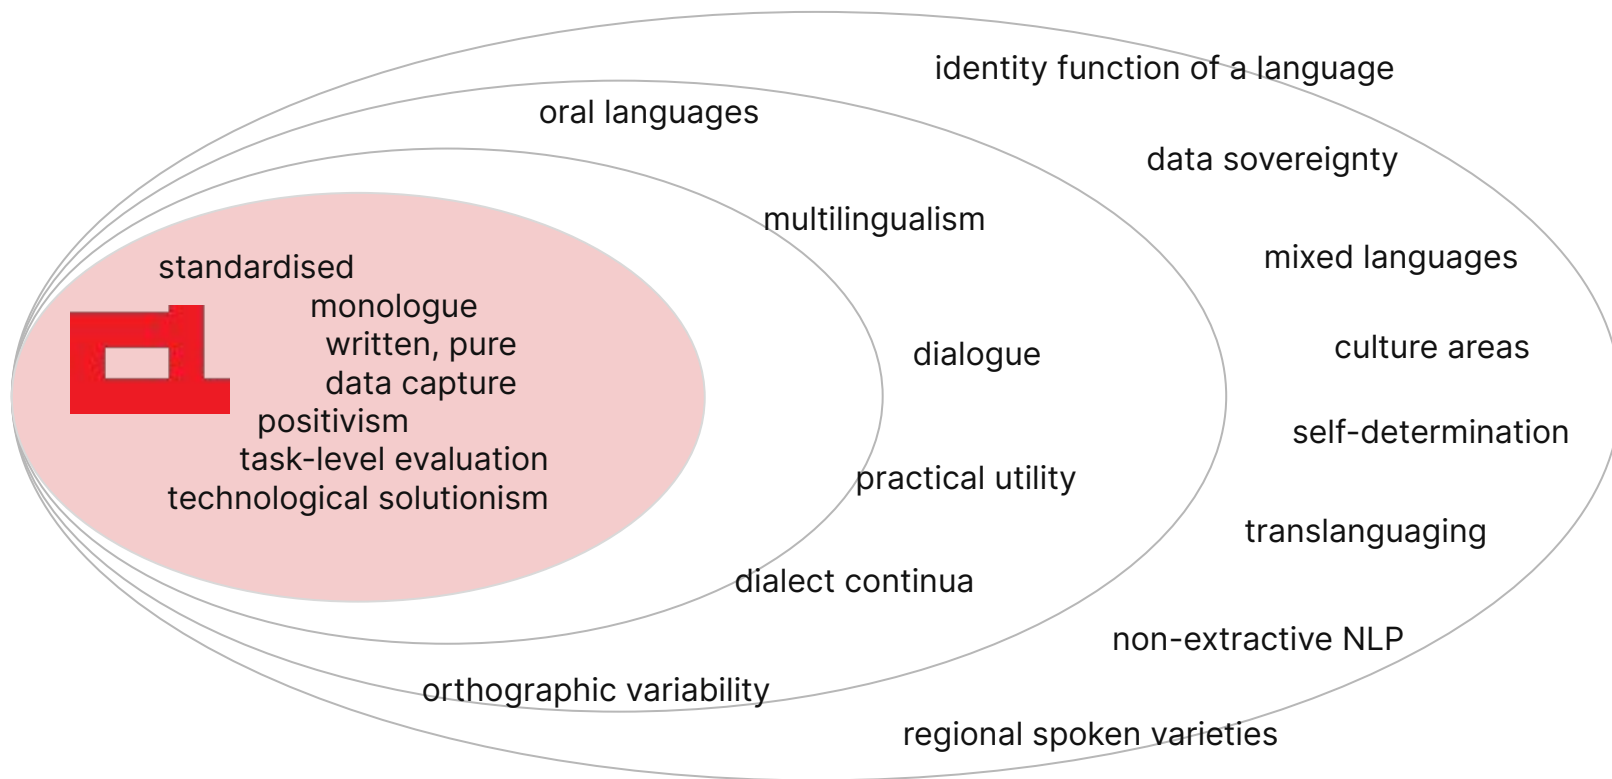 identity function of a language
oral languages
data sovereignty
multilingualism
mixed languages
standardised
monologue
written, pure
data capture
positivism
task-level evaluation
technological solutionism
dialogue
culture areas
self-determination
practical utility
translanguaging
dialect continua
non-extractive NLP
orthographic variability
regional spoken varieties